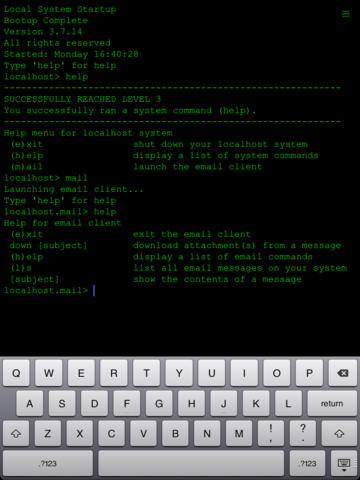 Local System Startup
Bootup Complete
Version 3.7.14
All rights reserved
Started: Monday 16:40:28
Type 'help' for help
localhost> help
------------------------------------------------------------
SUCCESSFULLY REACHED LEVEL 3
You successfully ran a system command (help).
------------------------------------------------------------
Help menu for localhost system
(e)xit shut down your localhost system
(h)elp display a list of system commands
(m)ail launch the email client
localhost> mail
Launching email client...
Type 'help' for help
localhost.mail> help
Help for email client
(e)xit exit the email client
down [subject] download attachment(s) from a message
(h)elp display a list of email commands
(l)s list all email messages on your system
[subject] show the contents of a message
localhost.mail>
Q W E R T Y U I O P
A S D F G H J K L return
Z X C V B N M ! , ? .
.?123 .?123